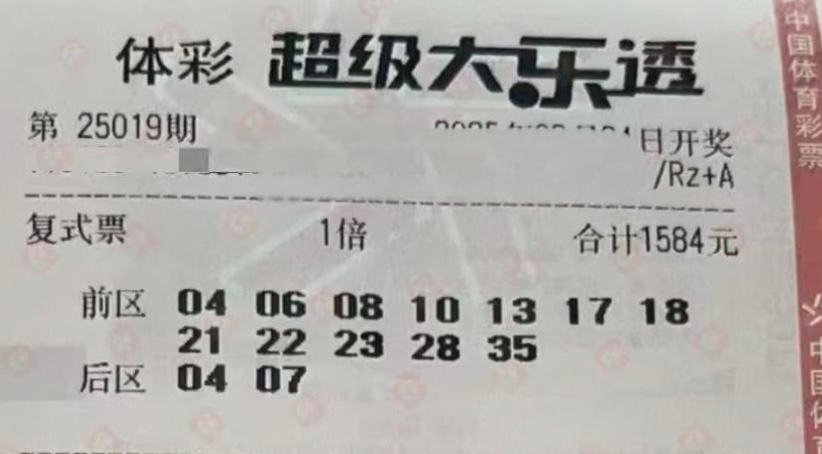 体彩 超级大乐透
第 25019期
日开奖
/Rz+A
复式票 1倍 合计1584元
前区 04 06 08 10 13 17 18
21 22 23 28 35
后区 04 07
中国体育彩票
中国体育